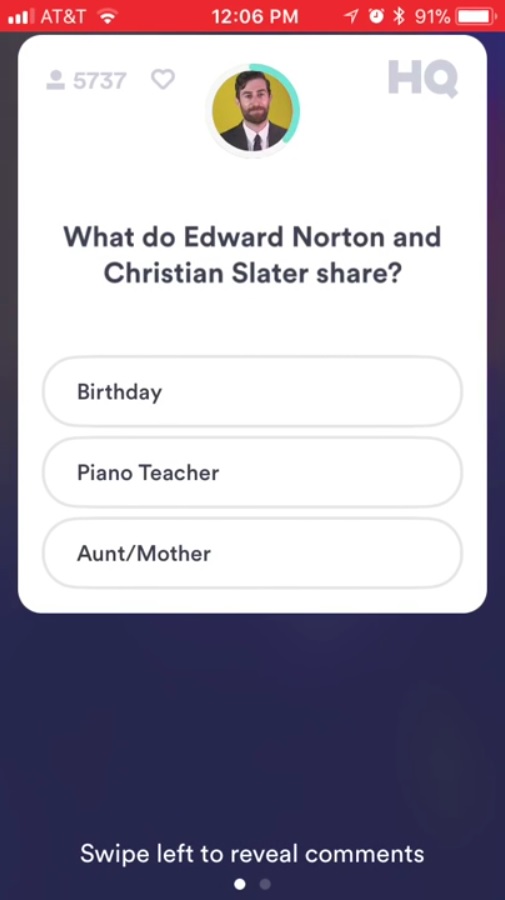 AT&T 12:06 PM 91%
5737 HQ
What do Edward Norton and
Christian Slater share?
Birthday
Piano Teacher
Aunt/Mother
Swipe left to reveal comments